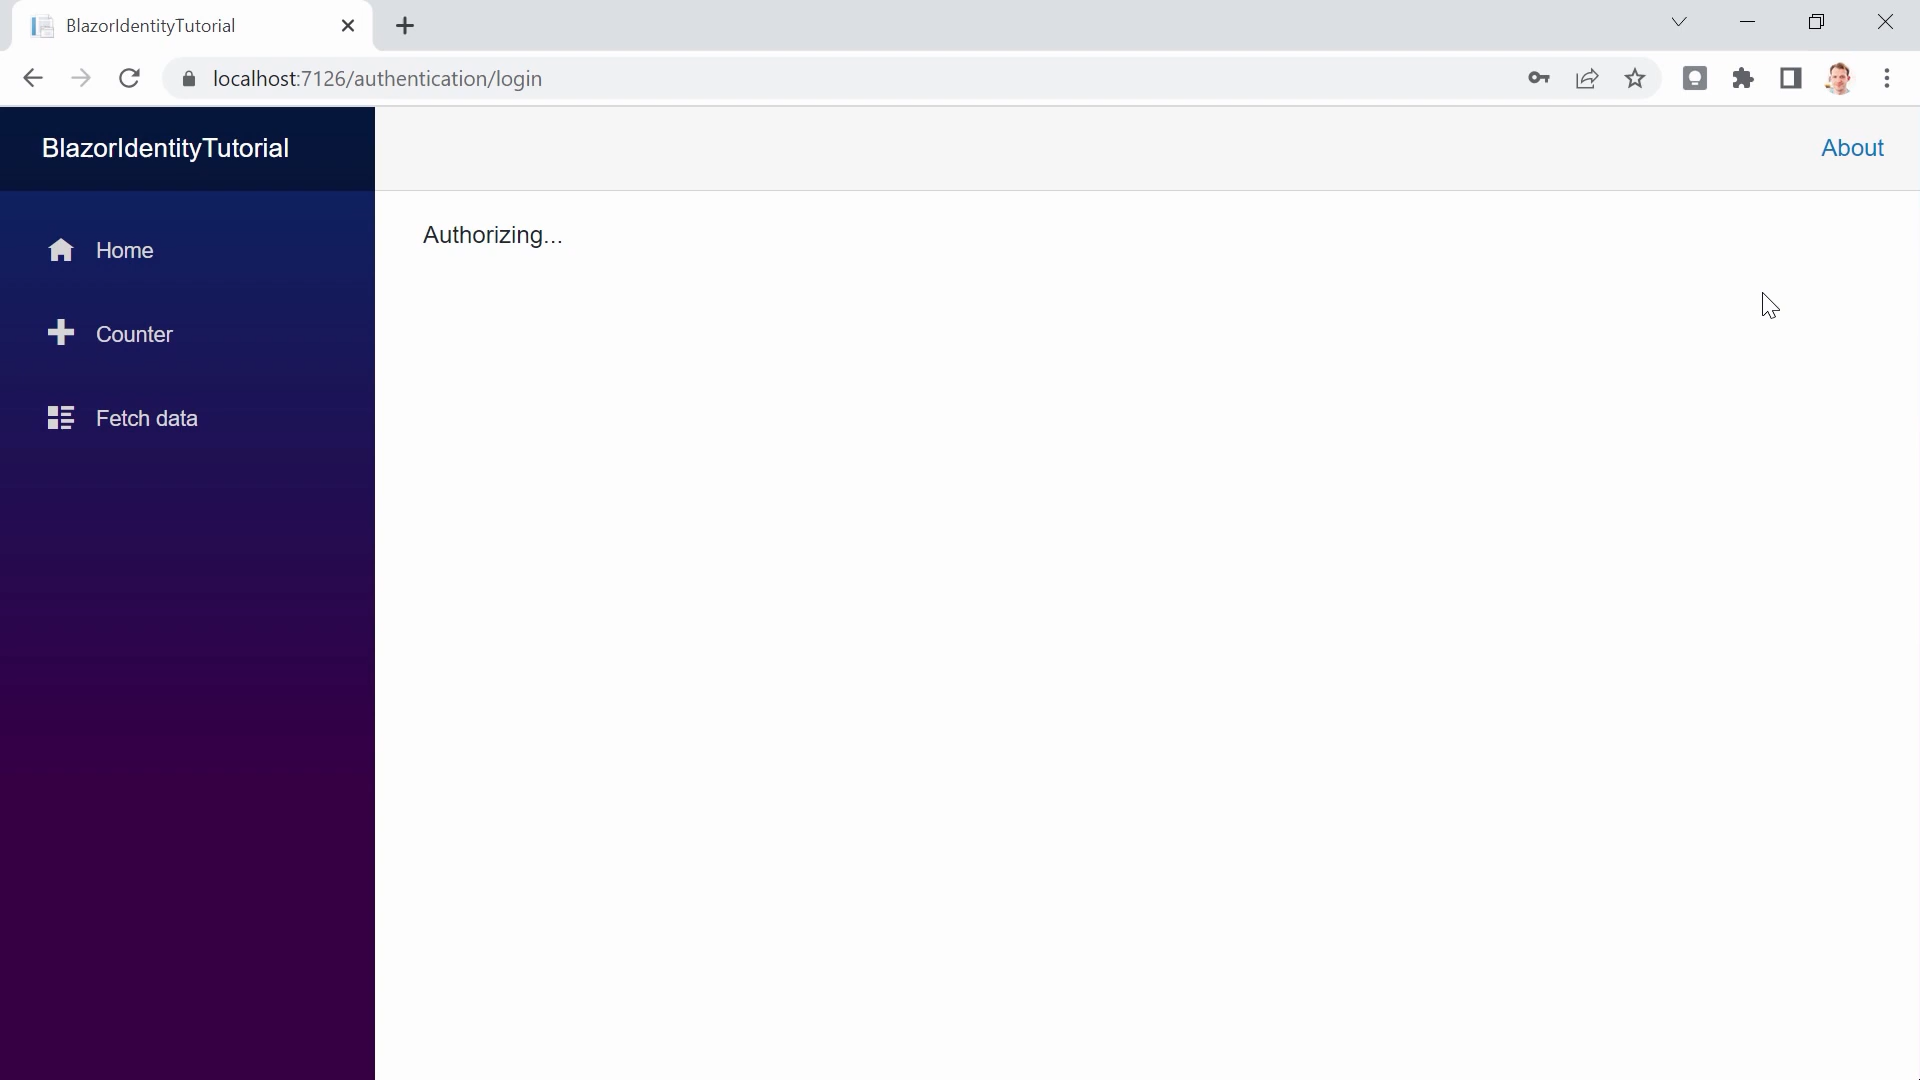 BlazorIdentityTutorial
localhost:7126/authentication/login
BlazorIdentityTutorial
About
Home
Authorizing...
Counter
Fetch data